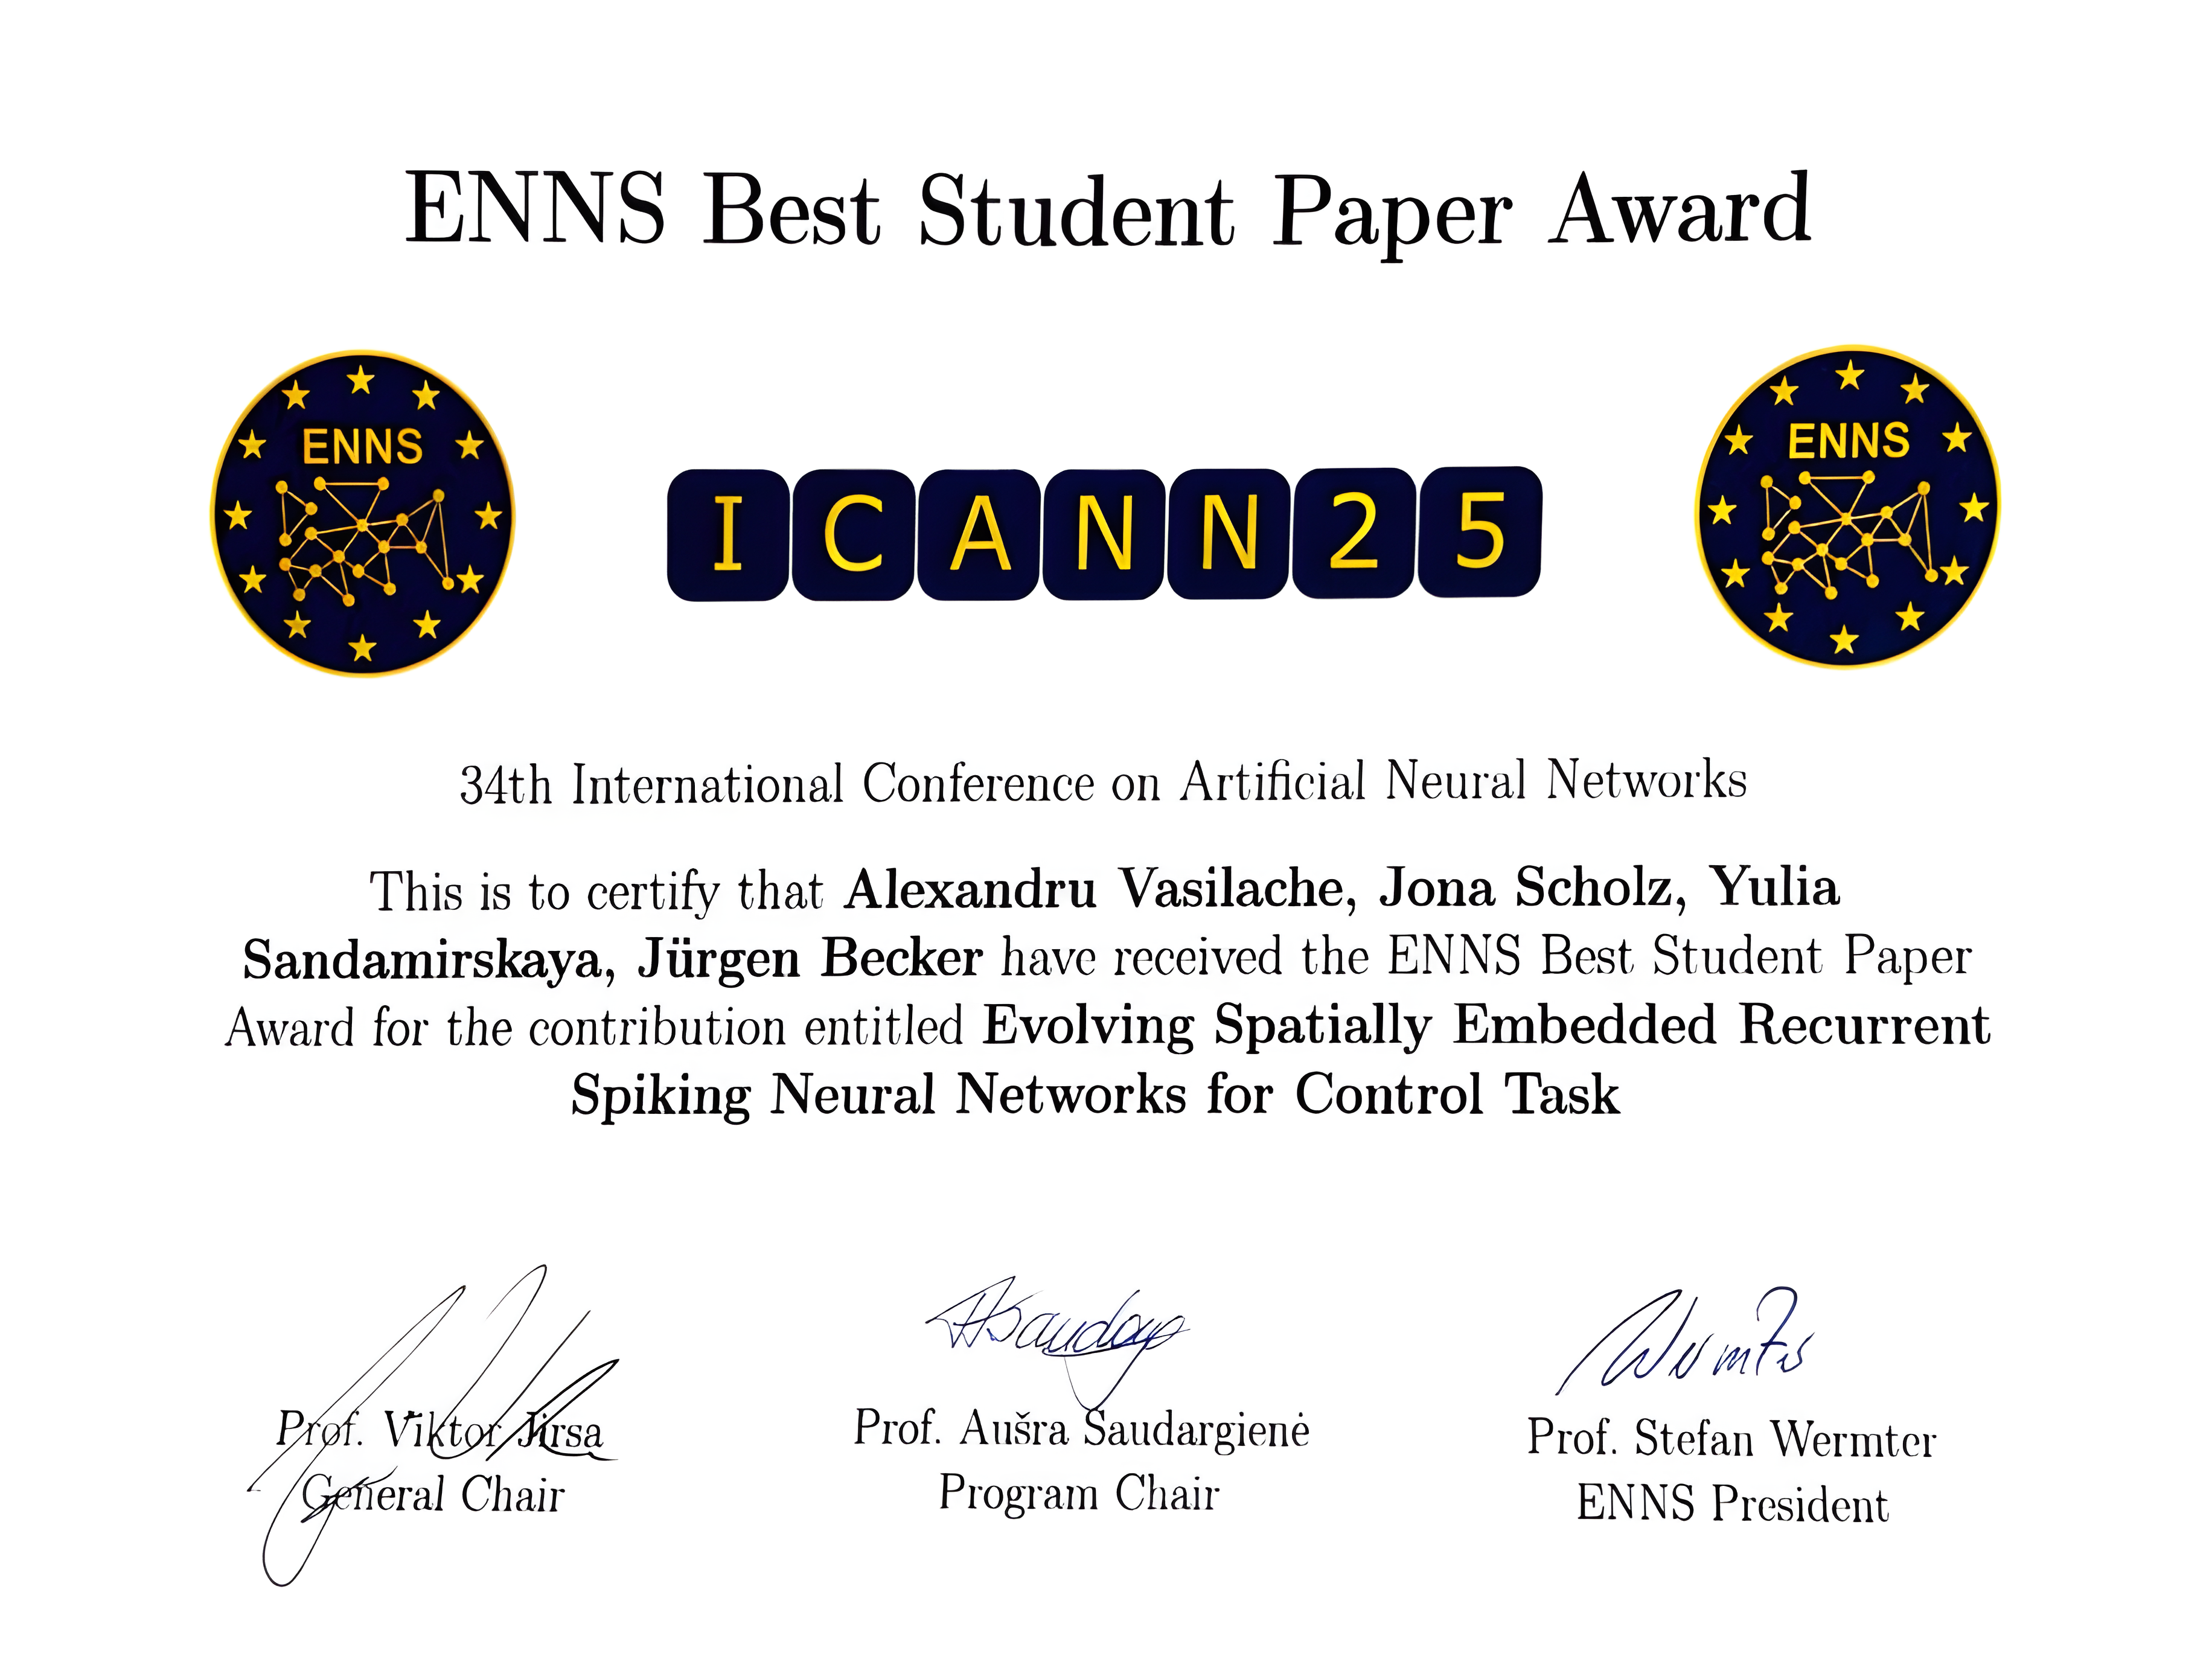 ENNS Best Student Paper Award
ENNS
ICANN25
ENNS
34th International Conference on Artificial Neural Networks
This is to certify that Alexandru Vasilache, Jona Scholz, Yulia
Sandamirskaya, Jürgen Becker have received the ENNS Best Student Paper
Award for the contribution entitled Evolving Spatially Embedded Recurrent
Spiking Neural Networks for Control Task
Prof. Viktor Jirsa
General Chair
Prof. Aušra Saudargienė
Program Chair
Prof. Stefan Wermter
ENNS President